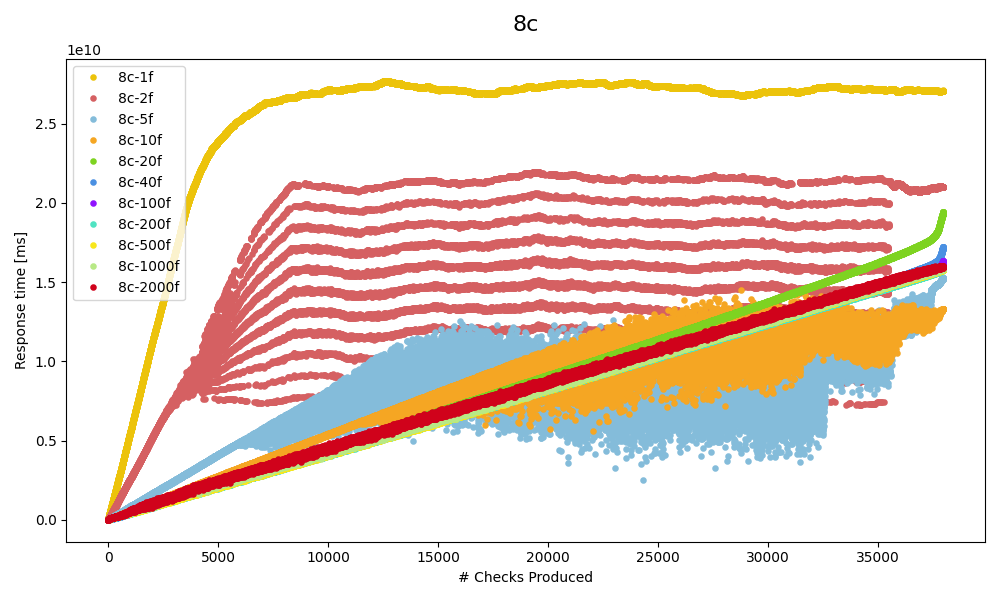 8c
1e10
8c-1f
8c-2f
8c-5f
8c-10f
8c-20f
8c-40f
8c-100f
8c-200f
8c-500f
8c-1000f
8c-2000f
Response time [ms]
2.5
2.0
1.5
1.0
0.5
0.0
0 5000 10000 15000 20000 25000 30000 35000
# Checks Produced